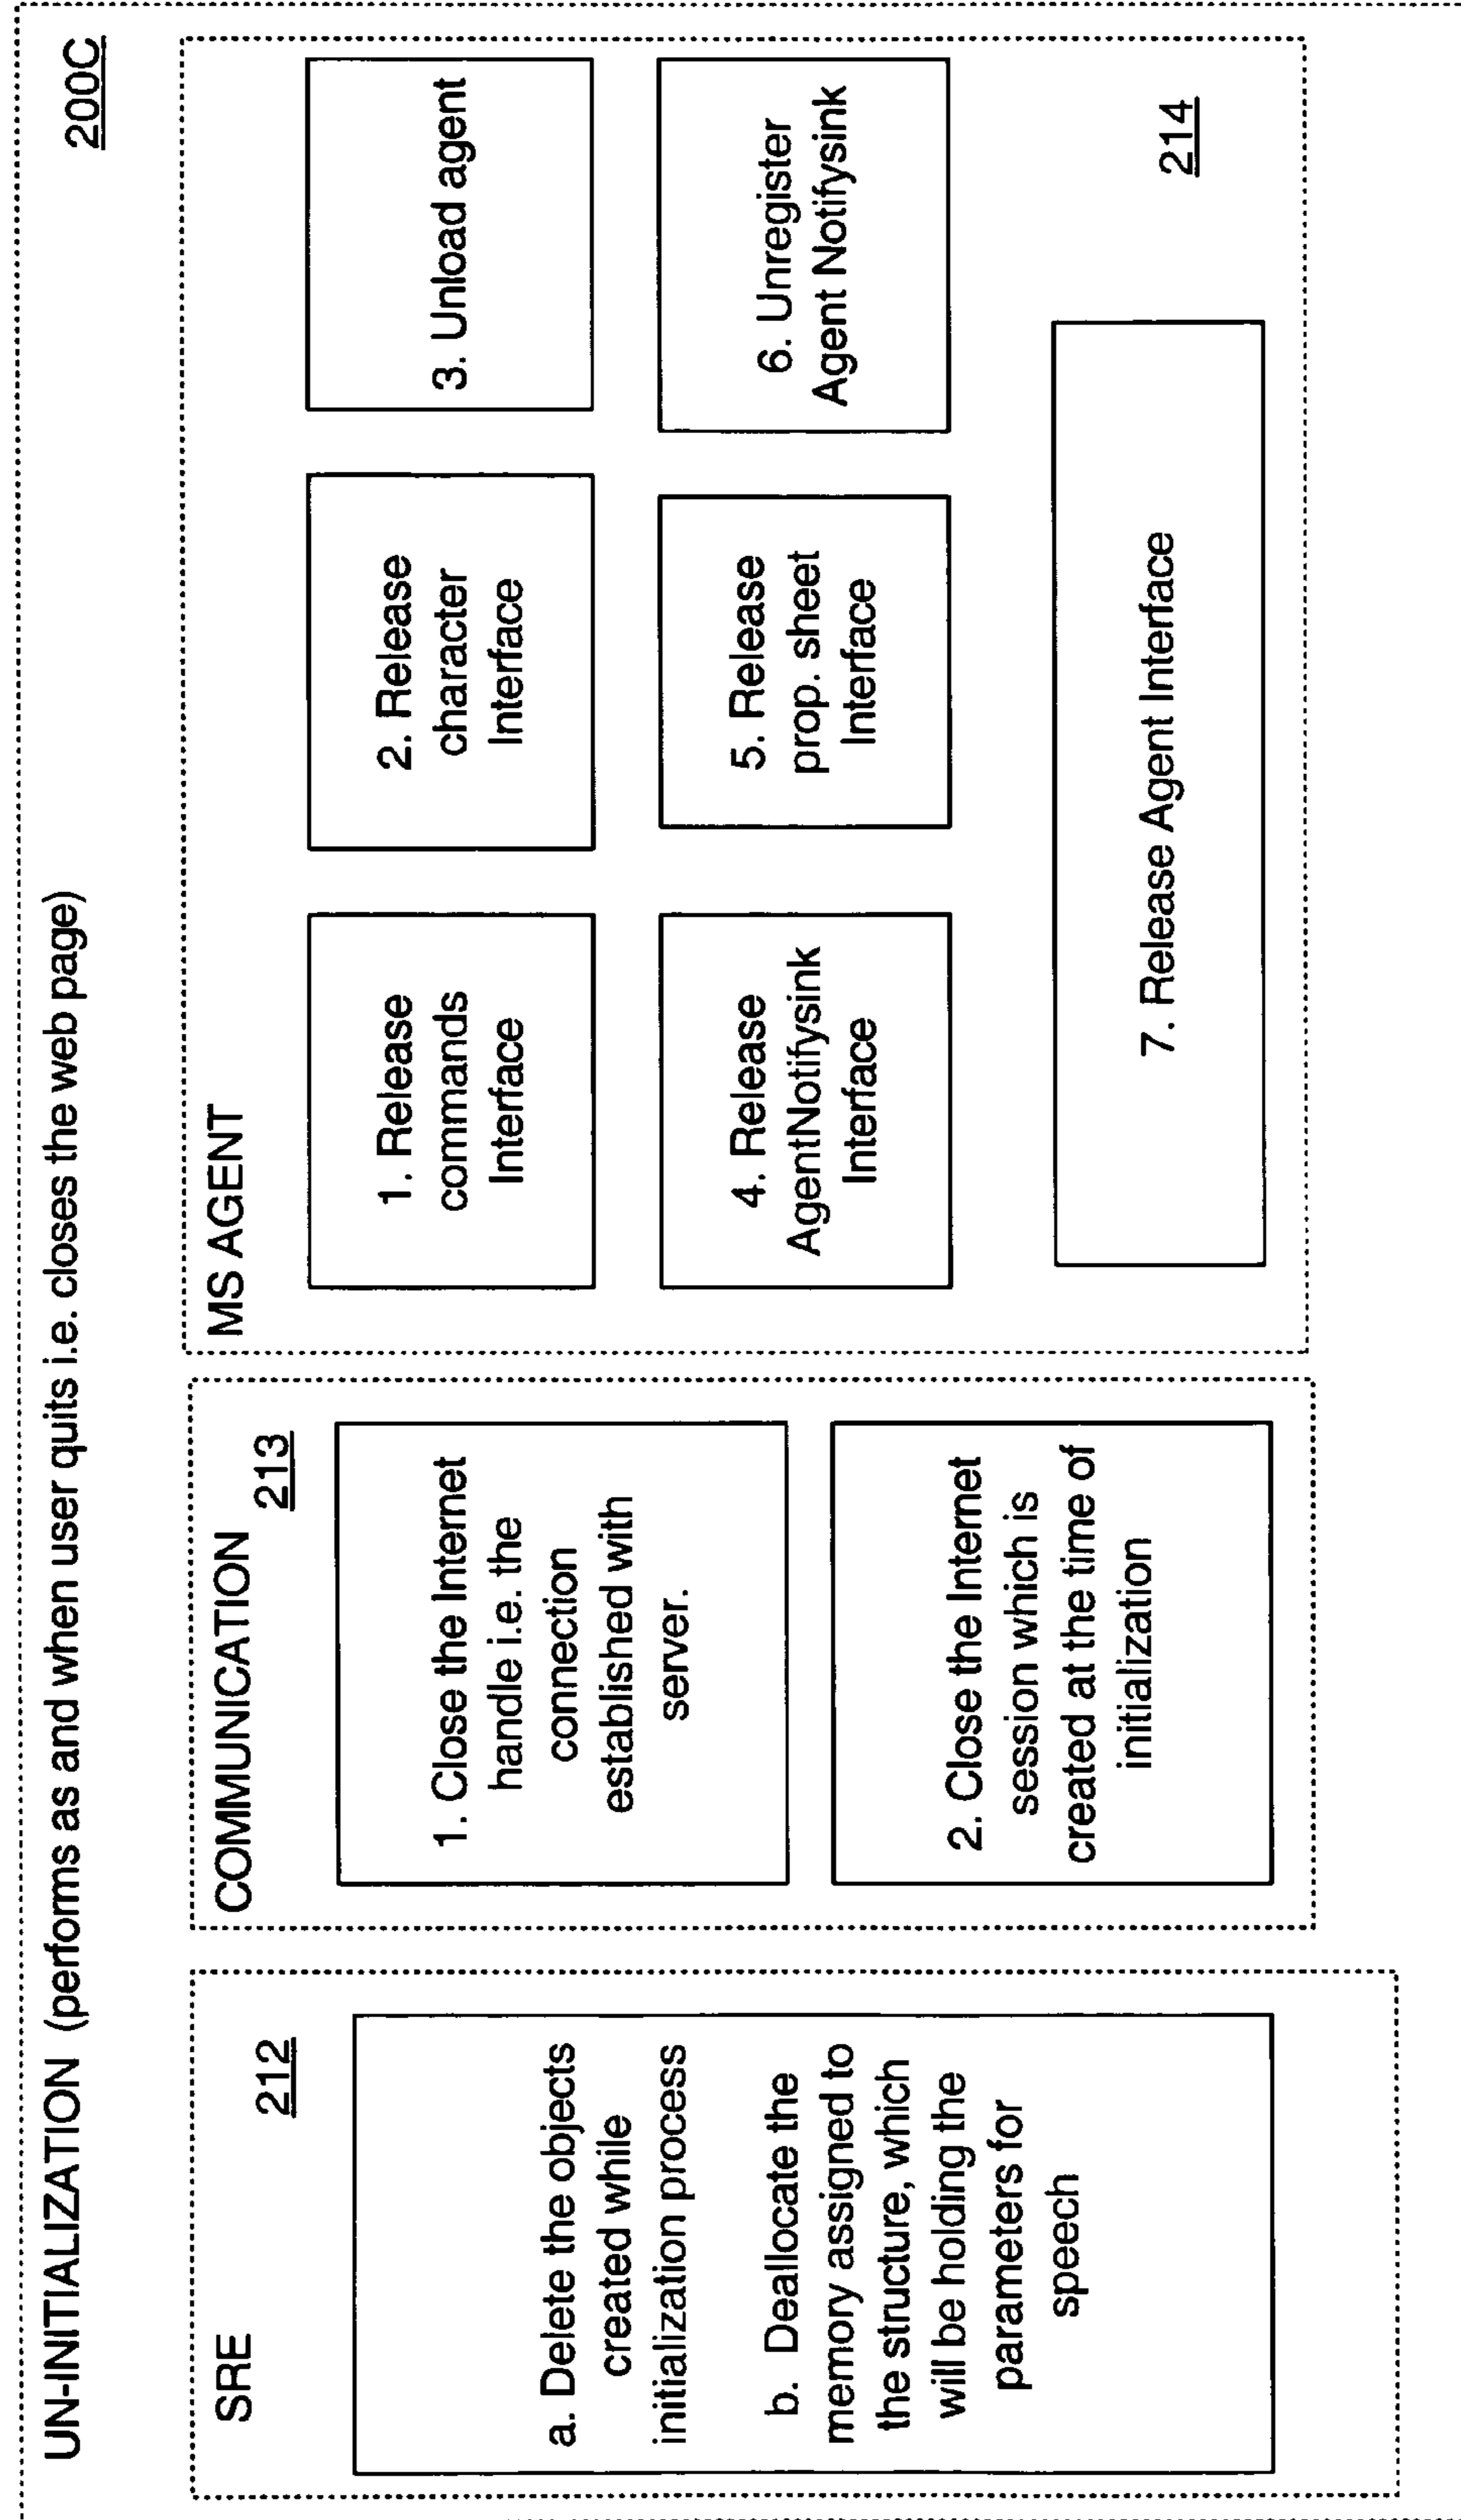 UN-INITIALIZATION (performs as and when user quits i.e. closes the web page)
200C
SRE
212
a. Delete the objects
created while
initialization process
b. Deallocate the
memory assigned to
the structure, which
will be holding the
parameters for
speech
COMMUNICATION
213
1. Close the Internet
handle i.e. the
connection
established with
server.
2. Close the Internet
session which is
created at the time of
initialization
MS AGENT
1. Release
commands
Interface
2. Release
character
Interface
3. Unload agent
4. Release
AgentNotifysink
Interface
5. Release
prop. sheet
Interface
6. Unregister
Agent Notifysink
7. Release Agent Interface
214